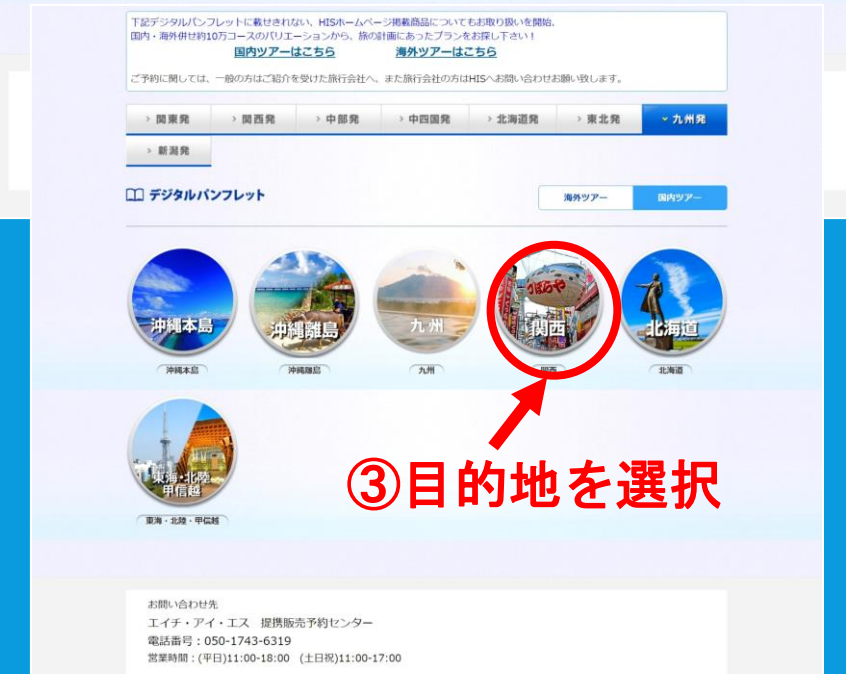 下記デジタルパンフレットに載せきれない、HISホームページ掲載商品についてもお取り扱いを開始。
国内・海外併せ約10万コースのバリエーションから、旅の計画にあったプランをお探し下さい！
国内ツアーはこちら 海外ツアーはこちら
ご予約に関しては、一般の方はご紹介を受けた旅行会社へ、また旅行会社の方はHISへお問い合わせお願い致します。
関東発 関西発 中部発 中四国発 北海道発 東北発 九州発
新潟発
デジタルパンフレット 海外ツアー 国内ツアー
つぼらや
沖縄本島 沖縄離島 九州 関西 北海道
沖縄本島 沖縄離島 九州 関西 北海道
東海・北陸
甲信越
東海・北陸・甲信越
③目的地を選択
お問い合わせ先
エイチ・アイ・エス 提携販売予約センター
電話番号：050-1743-6319
営業時間：(平日)11:00-18:00 (土日祝)11:00-17:00